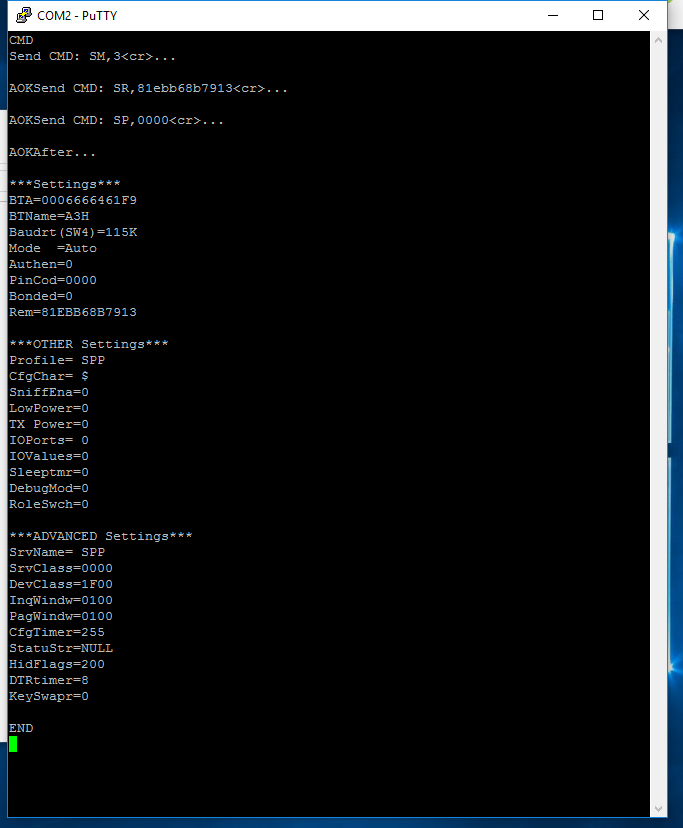 COM2 - PuTTY
CMD
Send CMD: SM,3<cr>...
AOKSend CMD: SR,81ebb68b7913<cr>...
AOKSend CMD: SP,0000<cr>...
AOKAfter...
***Settings***
BTA=0006666461F9
BTName=A3H
Baudrt(SW4)=115K
Mode  =Auto
Authen=0
PinCod=0000
Bonded=0
Rem=81EBB68B7913
***OTHER Settings***
Profile= SPP
CfgChar= $
SniffEna=0
LowPower=0
TX Power=0
IOPorts= 0
IOValues=0
Sleeptmr=0
DebugMod=0
RoleSwch=0
***ADVANCED Settings***
SrvName= SPP
SrvClass=0000
DevClass=1F00
InqWindw=0100
PagWindw=0100
CfgTimer=255
StatuStr=NULL
HidFlags=200
DTRtimer=8
KeySwapr=0
END